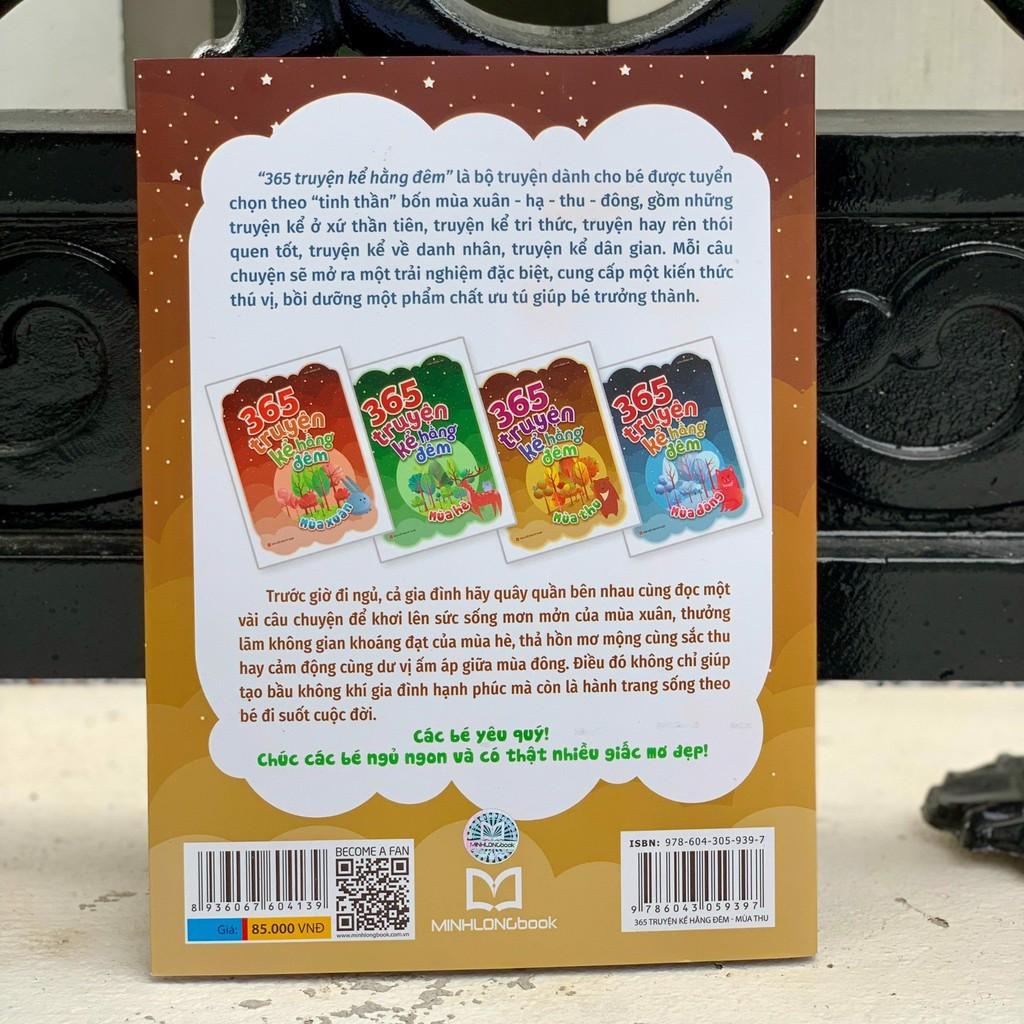 "365 truyện kể hằng đêm" là bộ truyện dành cho bé được tuyển
chọn theo "tinh thần" bốn mùa xuân - hạ - thu - đông, gồm những
truyện kể ở xứ thần tiên, truyện kể tri thức, truyện hay rèn thói
quen tốt, truyện kể về danh nhân, truyện kể dân gian. Mỗi câu
chuyện sẽ mở ra một trải nghiệm đặc biệt, cung cấp một kiến thức
thú vị, bồi dưỡng một phẩm chất ưu tú giúp bé trưởng thành.
365
truyện
kể hằng
đêm
Mùa xuân
365
truyện
kể hằng
đêm
Mùa hè
365
truyện
kể hằng
đêm
Mùa thu
365
truyện
kể hằng
đêm
Mùa đông
Trước giờ đi ngủ, cả gia đình hãy quây quần bên nhau cùng đọc một
vài câu chuyện để khơi lên sức sống mơn mởn của mùa xuân, thưởng
lãm không gian khoáng đạt của mùa hè, thả hồn mơ mộng cùng sắc thu
hay cảm động cùng dư vị ấm áp giữa mùa đông. Điều đó không chỉ giúp
tạo bầu không khí gia đình hạnh phúc mà còn là hành trang sống theo
bé đi suốt cuộc đời.
Các bé yêu quý!
Chúc các bé ngủ ngon và có thật nhiều giấc mơ đẹp!
BECOME A FAN
8 936067 604139
Giá: 85.000 VNĐ
www.minhlongbook.com.vn
MINHLONGbook
MINHLONGbook
ISBN: 978-604-305-939-7
9 786043 059397
365 TRUYỆN KỂ HẰNG ĐÊM - MÙA THU